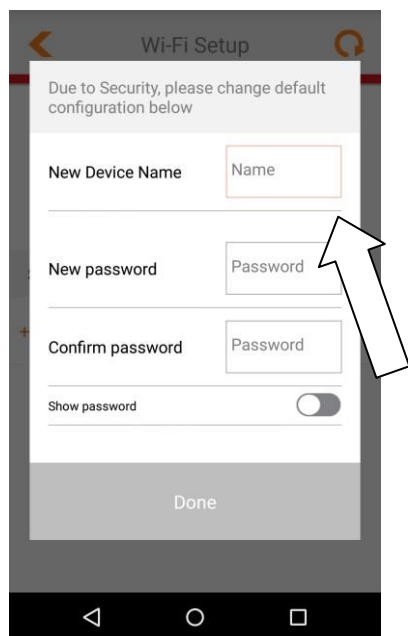 Wi-Fi Setup
Due to Security, please change default
configuration below
New Device Name
Name
New password
Password
Confirm password
Password
Show password
Done